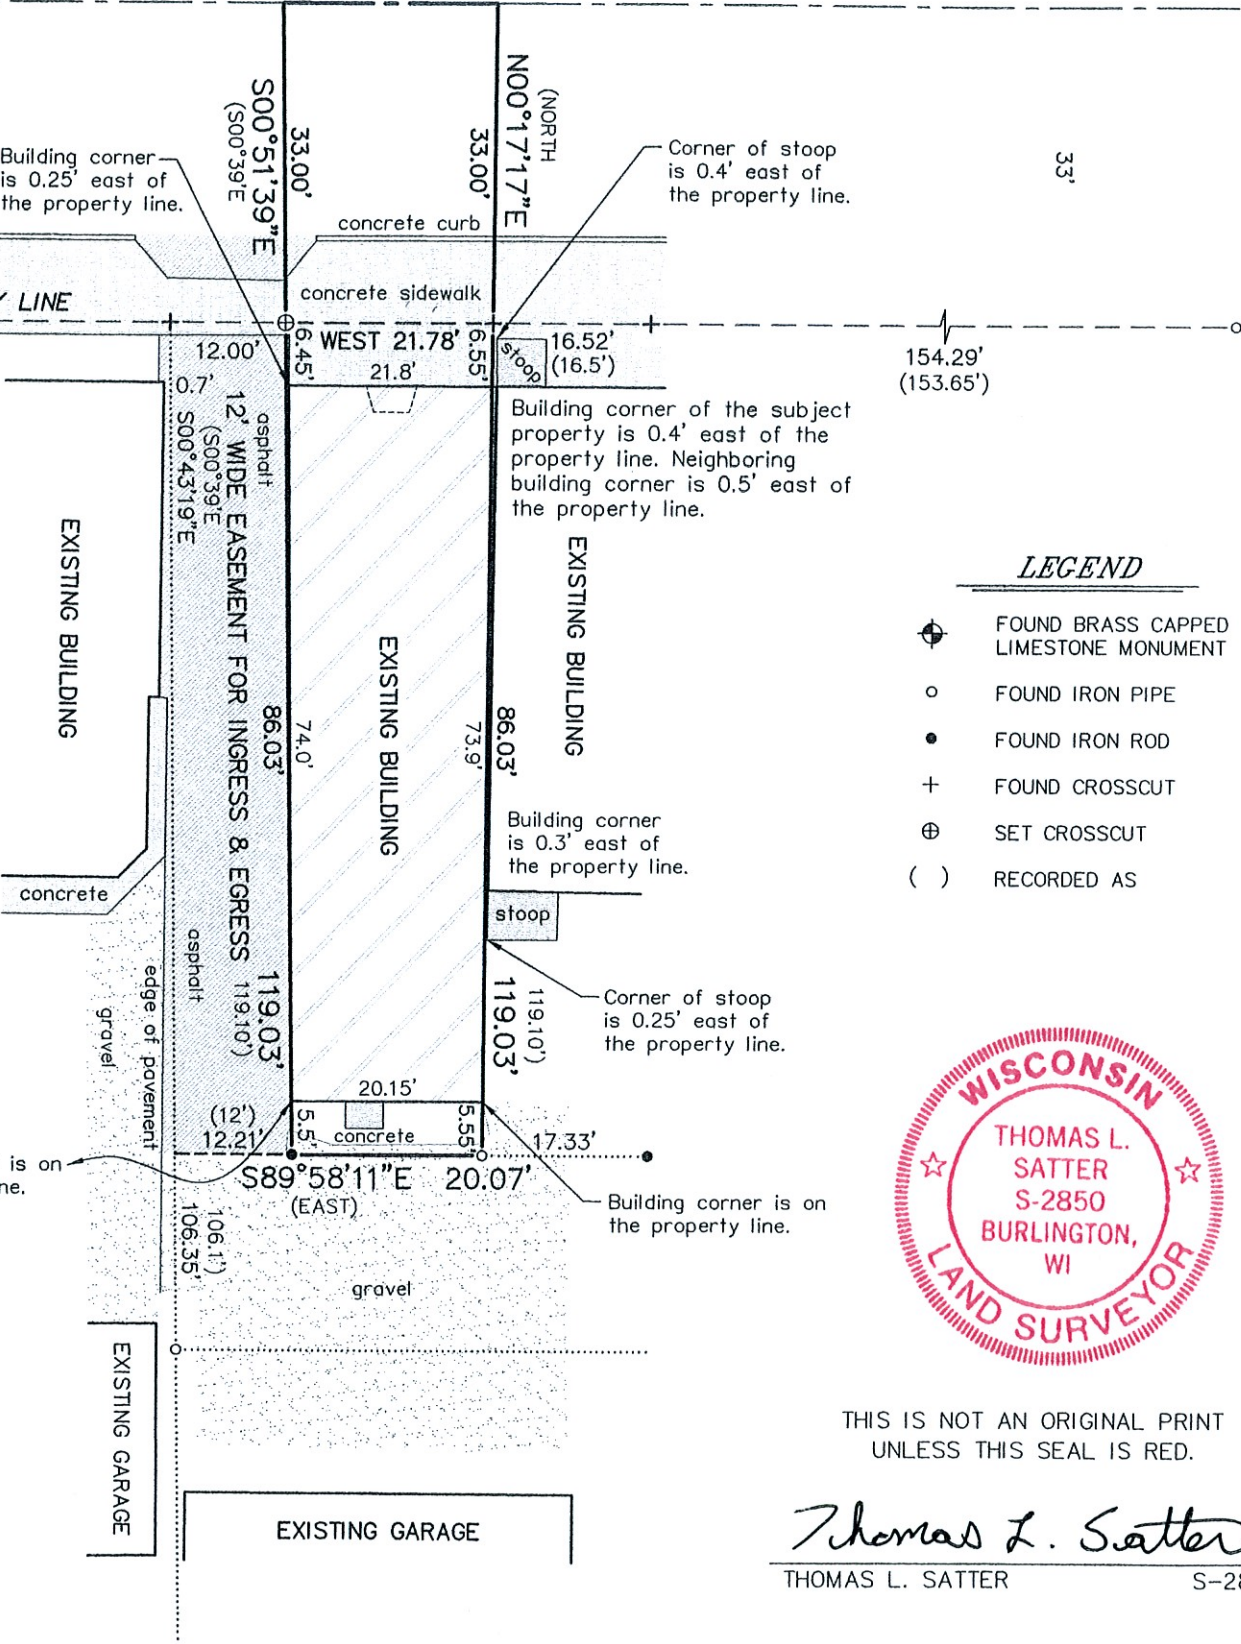 S00°51'39"E
(S00°39'E
33.00'
33.00'
N00°17'17"E
(NORTH
33'
Building corner
is 0.25' east of
the property line.
Corner of stoop
is 0.4' east of
the property line.
concrete curb
concrete sidewalk
LINE
12.00'
6.45'
WEST 21.78'
6.55'
stoop
16.52'
(16.5')
154.29'
(153.65')
21.8'
0.7'
Building corner of the subject
property is 0.4' east of the
property line. Neighboring
building corner is 0.5' east of
the property line.
S00°43'19"E
(S00°39'E
12' WIDE EASEMENT FOR INGRESS & EGRESS
asphalt
EXISTING BUILDING
EXISTING BUILDING
EXISTING BUILDING
86.03'
74.0'
73.9'
86.03'
Building corner
is 0.3' east of
the property line.
concrete
stoop
asphalt
edge of pavement
gravel
119.03'
119.10')
119.10')
119.03'
Corner of stoop
is 0.25' east of
the property line.
20.15'
(12')
12.21'
5.5'
concrete
5.55'
17.33'
is on
ne.
S89°58'11"E 20.07'
(EAST)
Building corner is on
the property line.
106.1')
106.35'
gravel
EXISTING GARAGE
EXISTING GARAGE
LEGEND
FOUND BRASS CAPPED
LIMESTONE MONUMENT
FOUND IRON PIPE
FOUND IRON ROD
+ FOUND CROSSCUT
SET CROSSCUT
( ) RECORDED AS
WISCONSIN
THOMAS L.
SATTER
S-2850
BURLINGTON,
WI
LAND SURVEYOR
THIS IS NOT AN ORIGINAL PRINT
UNLESS THIS SEAL IS RED.
Thomas L. Satter
THOMAS L. SATTER S-28